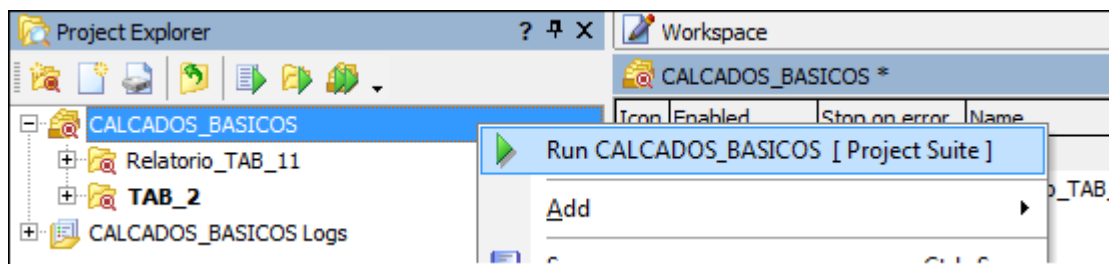 Project Explorer ? X
Workspace
CALCADOS_BASICOS *
Icon Enabled Stop on error Name
CALCADOS_BASICOS
Run CALCADOS_BASICOS [ Project Suite ]
Relatorio_TAB_11
TAB_2
_TAB_
Add
CALCADOS_BASICOS Logs